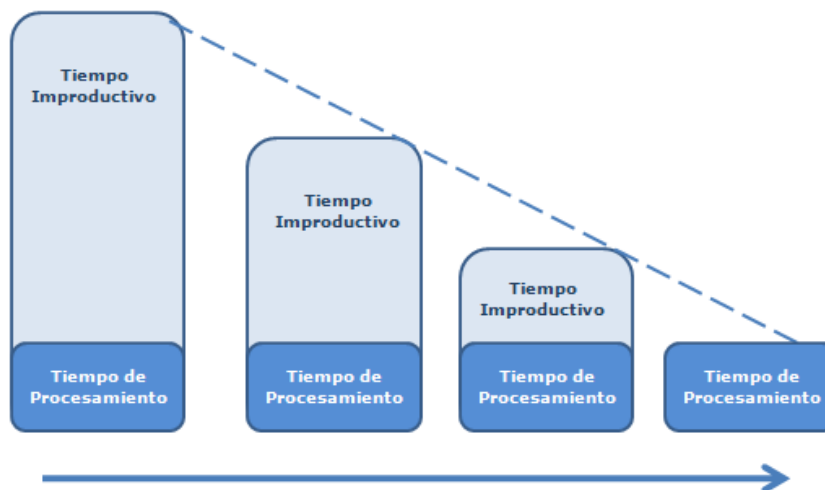 Tiempo
Improductivo
Tiempo
Improductivo
Tiempo
Improductivo
Tiempo de
Procesamiento
Tiempo de
Procesamiento
Tiempo de
Procesamiento
Tiempo de
Procesamiento